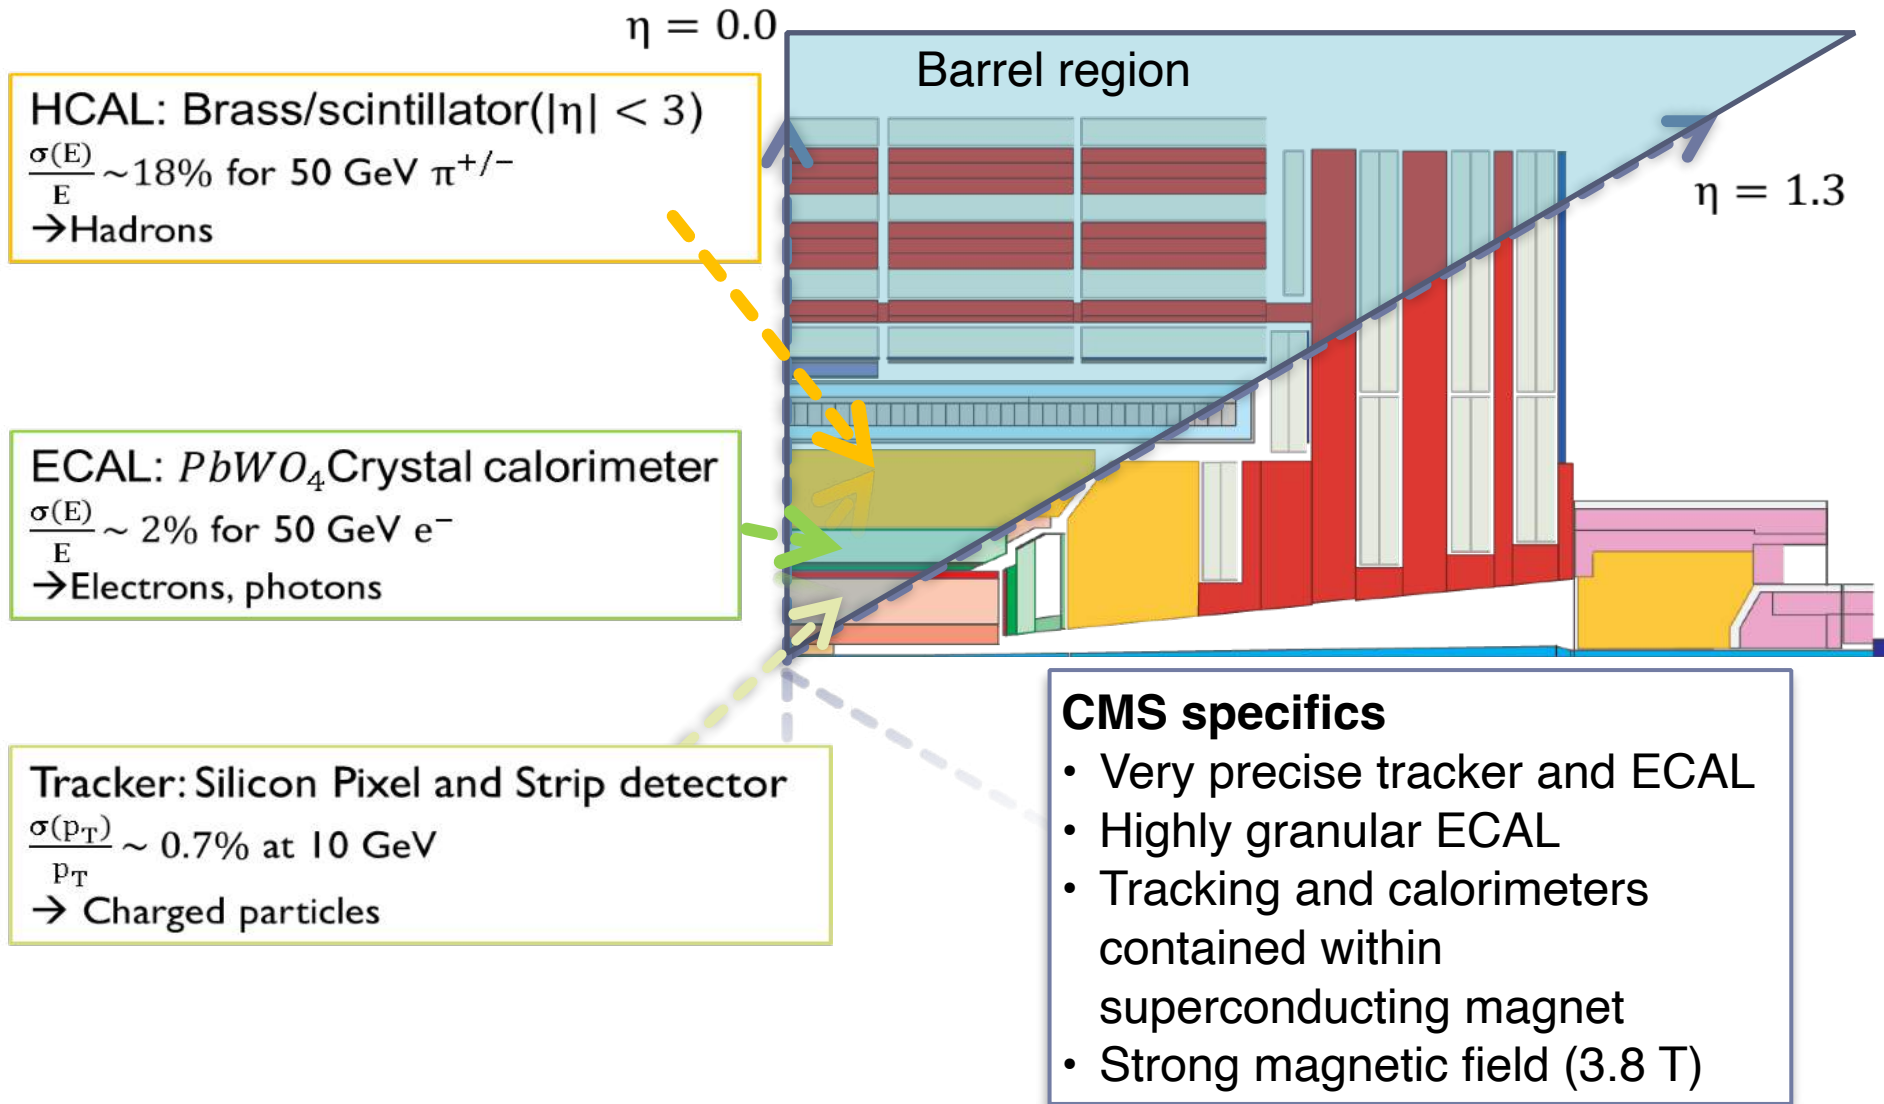 η = 0.0
Barrel region
HCAL: Brass/scintillator(|η| < 3)
σ(E)/E ~18% for 50 GeV π⁺/⁻
→Hadrons
η = 1.3
ECAL: PbWO₄Crystal calorimeter
σ(E)/E ~ 2% for 50 GeV e⁻
→Electrons, photons
Tracker: Silicon Pixel and Strip detector
σ(p_T)/p_T ~ 0.7% at 10 GeV
→ Charged particles
CMS specifics
• Very precise tracker and ECAL
• Highly granular ECAL
• Tracking and calorimeters
contained within
superconducting magnet
• Strong magnetic field (3.8 T)